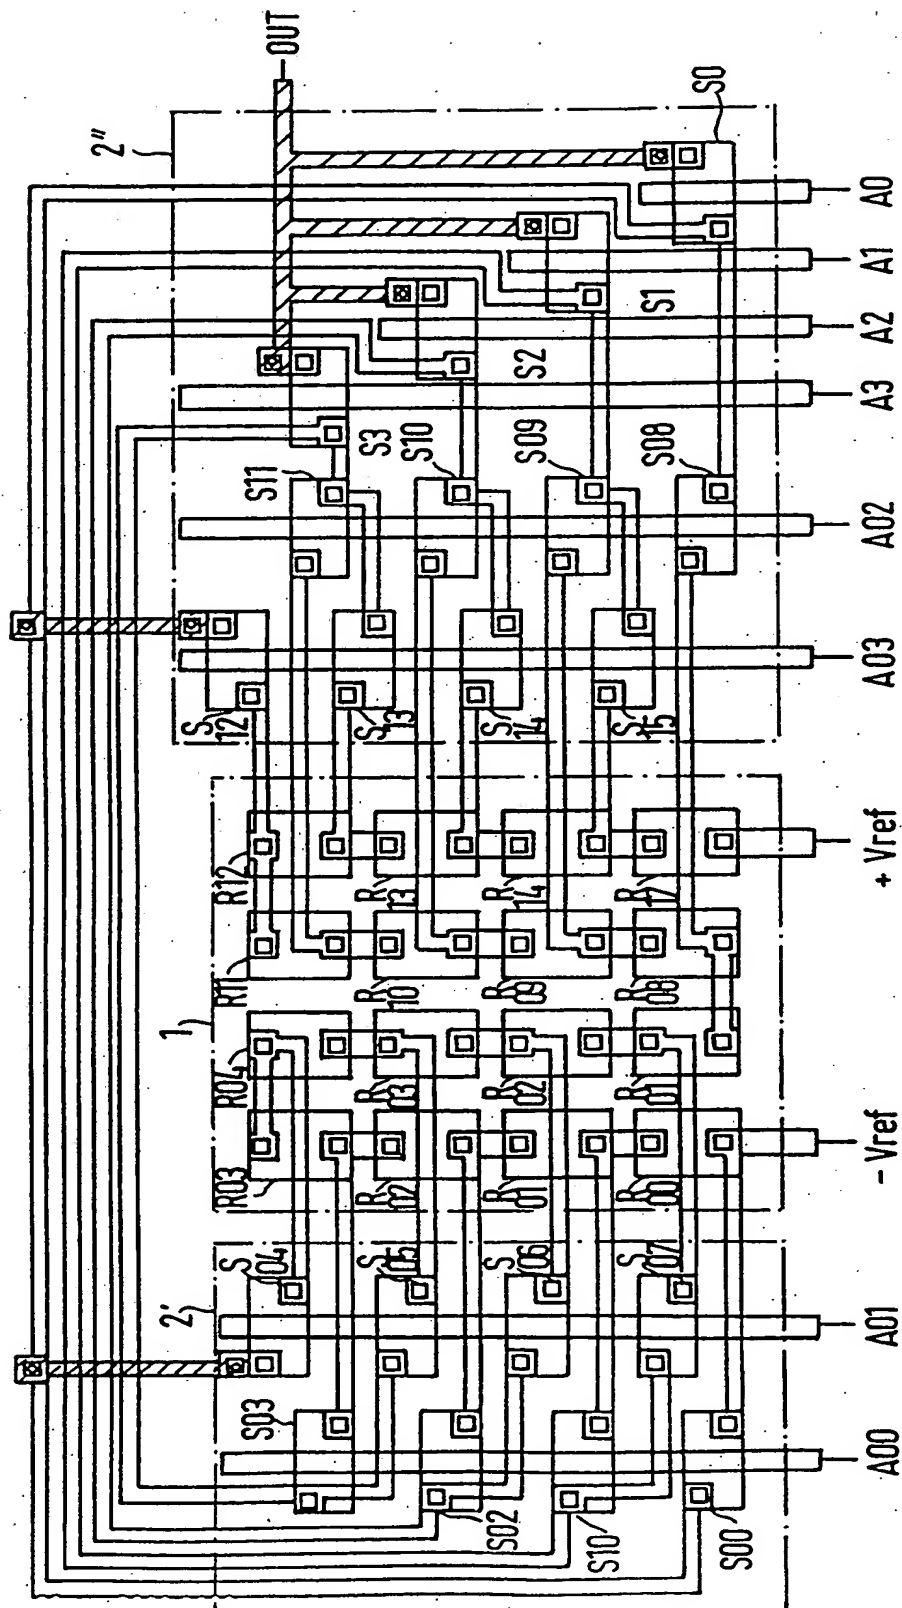 2'
1
2"
OUT
S03
S04
R03
R04
R11
R12
S12
S11
S3
S02
S05
R02
R03
R10
R13
S13
S10
S2
S10
S06
R01
R02
R09
R14
S14
S09
S1
S00
S07
R00
R01
R08
R17
S15
S08
S0
A00
A01
- Vref
+ Vref
A03
A02
A3
A2
A1
A0